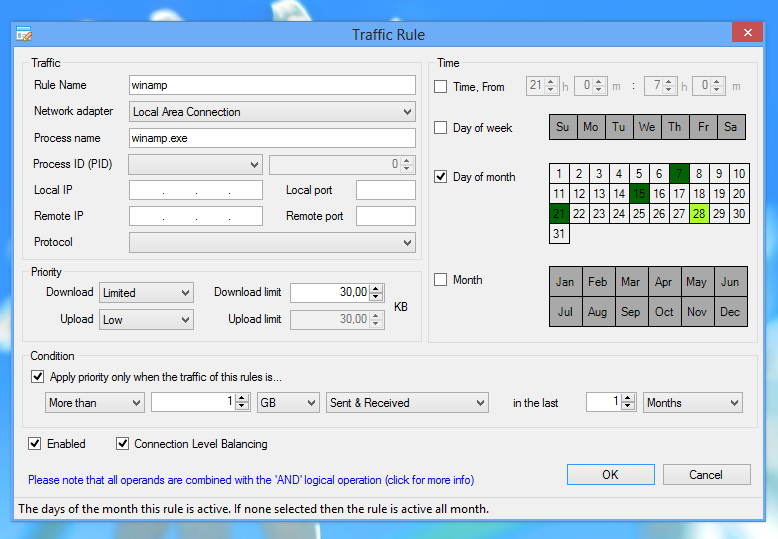 Traffic Rule
Traffic
Rule Name winamp
Network adapter Local Area Connection
Process name winamp.exe
Process ID (PID) 0
Local IP . . . Local port
Remote IP . . . Remote port
Protocol
Priority
Download Limited Download limit 30,00
KB
Upload Low Upload limit 30,00
Time
Time, From 21 h 0 m : 7 h 0 m
Day of week Su Mo Tu We Th Fr Sa
Day of month 1 2 3 4 5 6 7 8 9 10
11 12 13 14 15 16 17 18 19 20
21 22 23 24 25 26 27 28 29 30
31
Month Jan Feb Mar Apr May Jun
Jul Aug Sep Oct Nov Dec
Condition
Apply priority only when the traffic of this rules is...
More than 1 GB Sent & Received in the last 1 Months
Enabled Connection Level Balancing
Please note that all operands are combined with the 'AND' logical operation (click for more info)
OK Cancel
The days of the month this rule is active. If none selected then the rule is active all month.